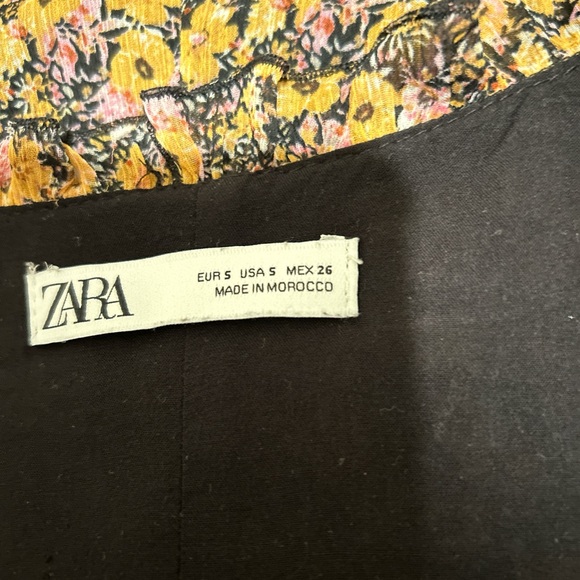 ZARA
EUR S USA S MEX 26
MADE IN MOROCCO